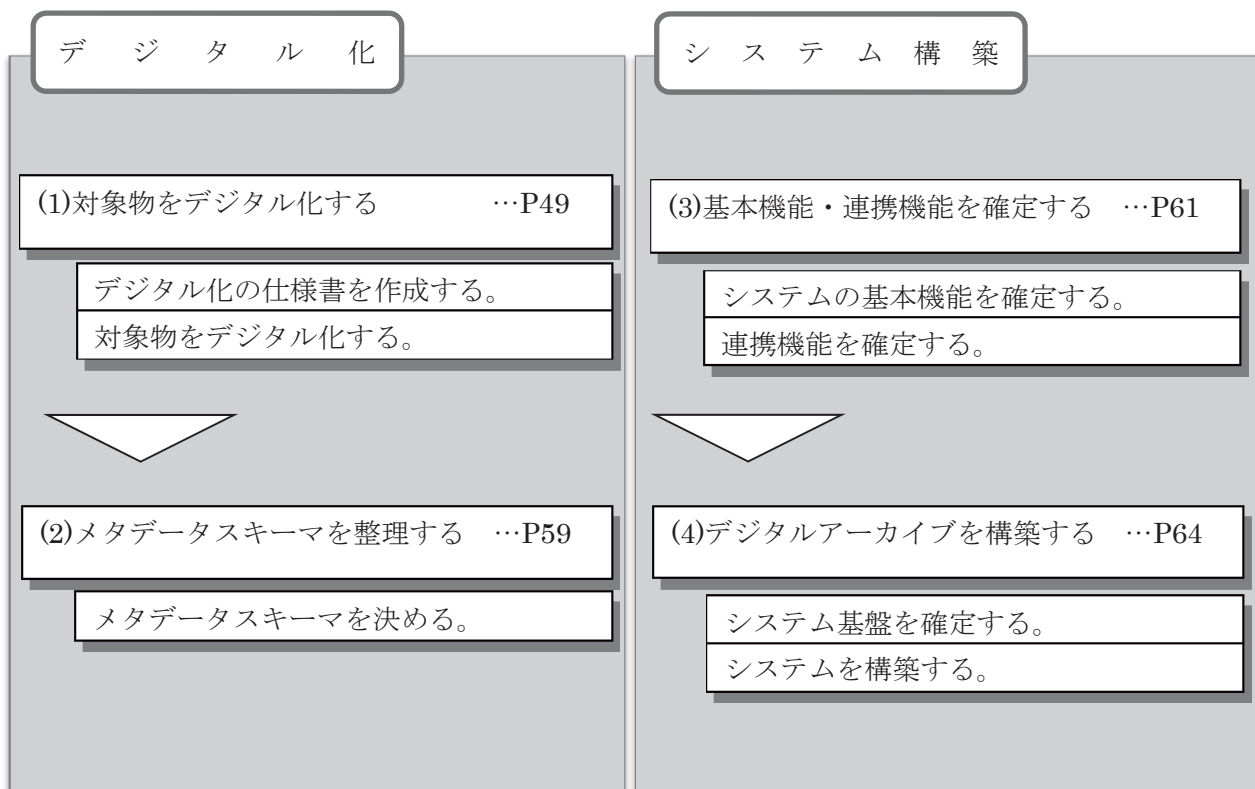 デジタル化
(1)対象物をデジタル化する …P49
デジタル化の仕様書を作成する。
対象物をデジタル化する。
(2)メタデータスキーマを整理する …P59
メタデータスキーマを決める。
システム構築
(3)基本機能・連携機能を確定する …P61
システムの基本機能を確定する。
連携機能を確定する。
(4)デジタルアーカイブを構築する …P64
システム基盤を確定する。
システムを構築する。